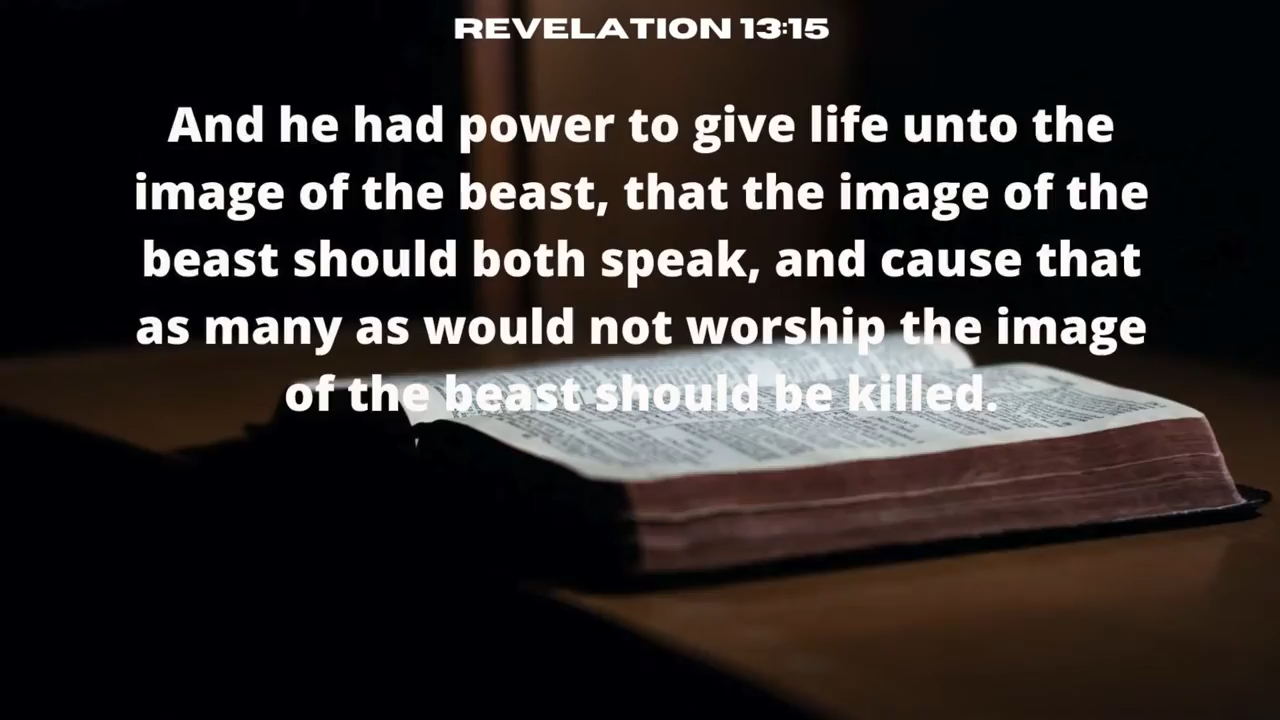 REVELATION 13:15
And he had power to give life unto the
image of the beast, that the image of the
beast should both speak, and cause that
as many as would not worship the image
of the beast should be killed.